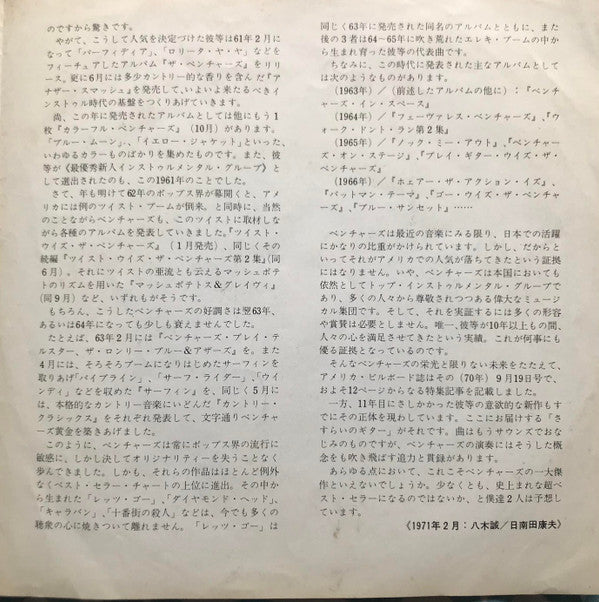 のですから驚きです。
やがて、こうして人気を決定づけた彼等は61年2月に
なって「パーフィディア」、「ロリータ・ヤ・ヤ」などを
フィーチュアしたアルバム『ザ・ベンチャーズ』をリリ
ース。更に6月には多少カントリー的な香りを含んだ『ア
ナザー・スマッシュ』を発売して、いよいよ来たるべきイ
ンストゥル時代の基盤をつくりあげていきます。
尚、この年に発売されたアルバムとしては他にもう1
枚『カラーフル・ベンチャーズ』(10月)があります。
「ブルー・ムーン」、「イエロー・ジャケット」といった、
いわゆるカラーものばかりを集めたものです。また、彼
等が《最優秀新人インストゥルメンタル・グループ》と
して選出されたのも、この1961年のことでした。
さて、年も明けて62年のポップス界が幕開くと、アメ
リカには例のツイスト・ブームが倒来、と同時に、当然
のことながらベンチャーズも、このツイストに取材しな
がら各種のアルバムを発表していきました。『ツイスト・
ウイズ・ザ・ベンチャーズ』(1月発売)、同じくその
続編『ツイスト・ウイズ・ザ・ベンチャーズ第2集』(同
6月)、それにツイストの亜流とも云えるマッシュポテ
トのリズムを用いた『マッシュポテトス&グレイヴィ』
(同9月)など、いずれもがそうです。
もちろん、こうしたベンチャーズの好調さは翌63年、
あるいは64年になっても少しも衰えませんでした。
たとえば、63年2月には『ベンチャーズ・プレイ・テ
ルスター、ザ・ロンリー・ブルー&アザーズ』を。また
4月には、そろそろブームになりはじめたサーフィンを
取りあげ「パイプライン」、「サーフ・ライダー」、「ウイ
ンディ」などを収めた『サーフィン』を、同じく5月に
は、本格的なカントリー音楽にいどんだ『カントリー・
クラシックス』をそれぞれ発表して、文字通りベンチャ
ーズ黄金を築きあげました。
このように、ベンチャーズは常にポップス界の流行に
敏感に、しかし決してオリジナリティーを失うことなく
歩んできました。しかも、それらの作品はほとんど例外
なくベスト・セラー・チャートの上位に進出。その中か
ら生まれた「レッツ・ゴー」、「ダイヤモンド・ヘッド」、
「キャラバン」、「十番街の殺人」などは、今でも多くの
聴衆の心に焼きついて離れません。「レッツ・ゴー」は
同じく63年に発売された同名のアルバムとともに、また
後の3者は64~65年に吹き荒れたエレキ・ブームの中か
ら生まれ育った彼等の代表曲です。
ちなみに、この時代に発表された主なアルバムとして
は次のようなものがあります。
(1963年)/(前述したアルバムの他に):『ベンチ
ャーズ・イン・スペース』
(1964年)/『フェーヴァレス・ベンチャーズ』、『ウ
ォーク・ドント・ラン第2集』
(1965年)/『ノック・ミー・アウト』、『ベンチャー
ズ・オン・ステージ』、『プレイ・ギター・ウイズ・ザ・
ベンチャーズ』
(1966年)/『ホェアー・ザ・アクション・イズ』、
『バットマン・テーマ』、『ゴー・ウイズ・ザ・ベンチャ
ーズ』、『ブルー・サンセット』……
ベンチャーズは最近の音楽にみる限り、日本での活躍
にかなりの比重がかけられています。しかし、だからと
いってそれがアメリカでの人気が落ちてきたという証拠
にはなりません。いや、ベンチャーズは本国においても
依然としてトップ・インストゥルメンタル・グループで
あり、多くの人々から尊敬されつつある偉大なミュージ
カル集団です。そして、それを実証するには多くの形容
や賞賛は必要としません。唯一、彼等が10年以上もの間、
人々の心を満足させてきたという実績。これが何事にも
優る証拠となっているのです。
そんなベンチャーズの栄光と限りない未来をたたえて、
アメリカ・ビルボード誌はその(70年)9月19日号で、
およそ12ページからなる特集記事を記載しました。
一方、11年目にさしかかった彼等の意欲的な新作もす
でにその正体を現わしています。ここにお届けする「さ
すらいのギター」がそれです。曲はもうサウンズでおな
じみのものですが、ベンチャーズの演奏にはそうした概
念をも吹き飛ばす迫力と貫録があります。
あらゆる点において、これこそベンチャーズの一大傑
作といえないでしょうか。少なくとも、史上まれな超ベ
スト・セラーになるのではないか、と僕達2人は予想し
ています。
《1971年2月:八木誠/日南田康夫》